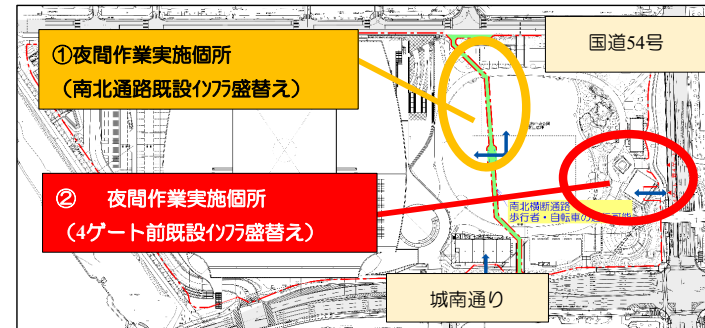 ①夜間作業実施個所
（南北通路既設ｲﾝﾌﾗ盛替え）
国道54号
② 夜間作業実施個所
（4ゲート前既設ｲﾝﾌﾗ盛替え）
南北横断通路
歩行者・自転車の
城南通り